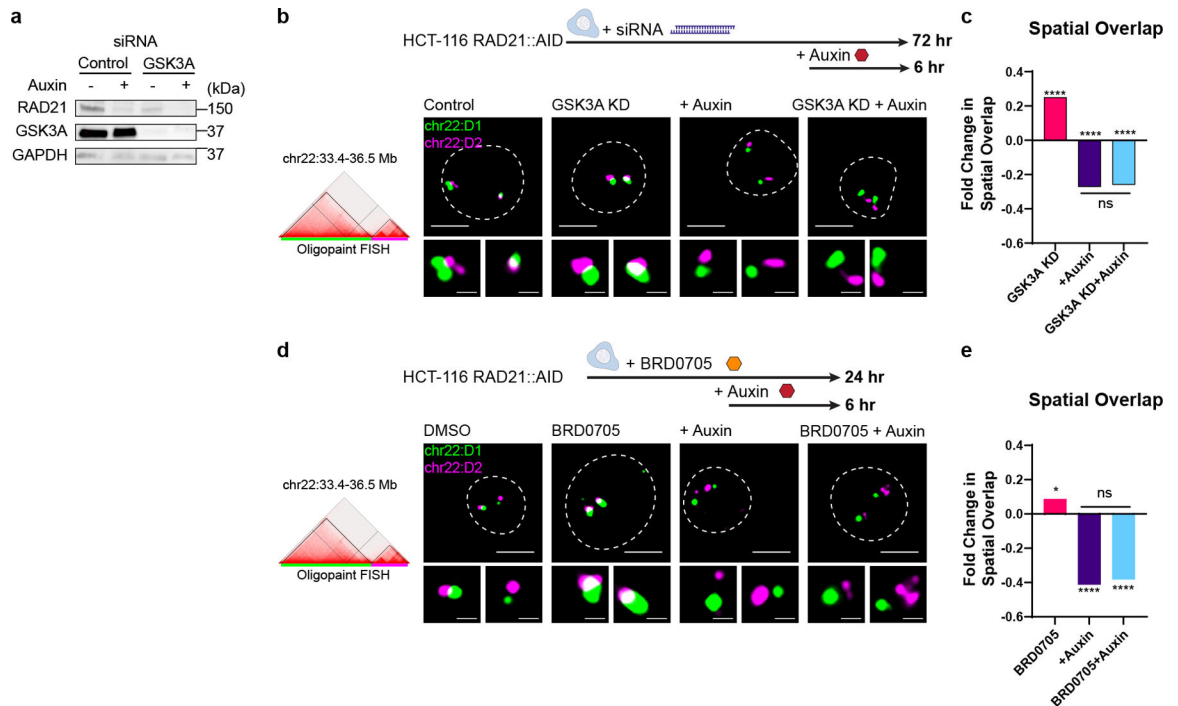 a
siRNA
Control GSK3A
Auxin - + - + (kDa)
RAD21 150
GSK3A 37
GAPDH 37
b
+ siRNA
HCT-116 RAD21::AID 72 hr
+ Auxin
6 hr
Control GSK3A KD + Auxin GSK3A KD + Auxin
chr22:D1
chr22:D2
chr22:33.4-36.5 Mb
Oligopaint FISH
c
Spatial Overlap
Fold Change in
Spatial Overlap
0.4
0.2
0.0
-0.2
-0.4
-0.6
****
**** ****
ns
GSK3A KD
+Auxin
GSK3A KD+Auxin
d
+ BRD0705
HCT-116 RAD21::AID 24 hr
+ Auxin
6 hr
DMSO BRD0705 + Auxin BRD0705 + Auxin
chr22:D1
chr22:D2
chr22:33.4-36.5 Mb
Oligopaint FISH
e
Spatial Overlap
Fold Change in
Spatial Overlap
0.4
0.2
0.0
-0.2
-0.4
-0.6
*
ns
**** ****
BRD0705
+Auxin
BRD0705+Auxin